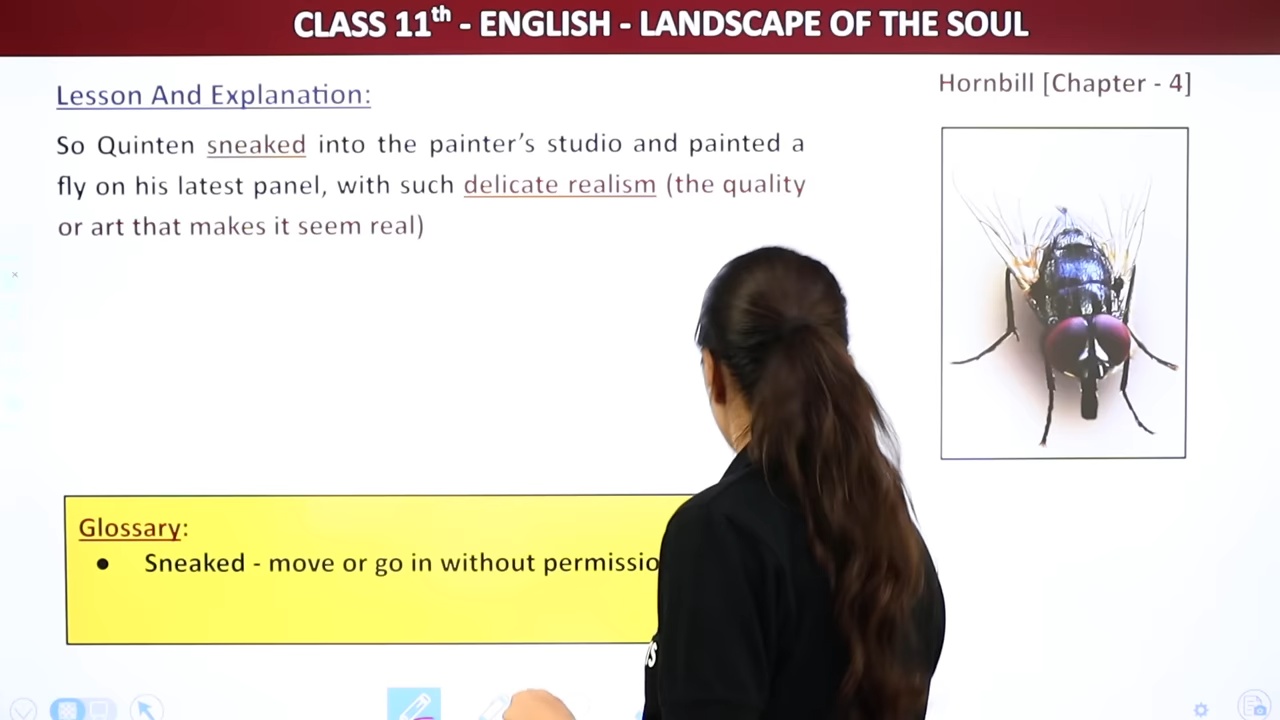 CLASS 11th - ENGLISH - LANDSCAPE OF THE SOUL
Hornbill [Chapter - 4]
Lesson And Explanation:
So Quinten sneaked into the painter's studio and painted a
fly on his latest panel, with such delicate realism (the quality
or art that makes it seem real)
Glossary:
● Sneaked - move or go in without